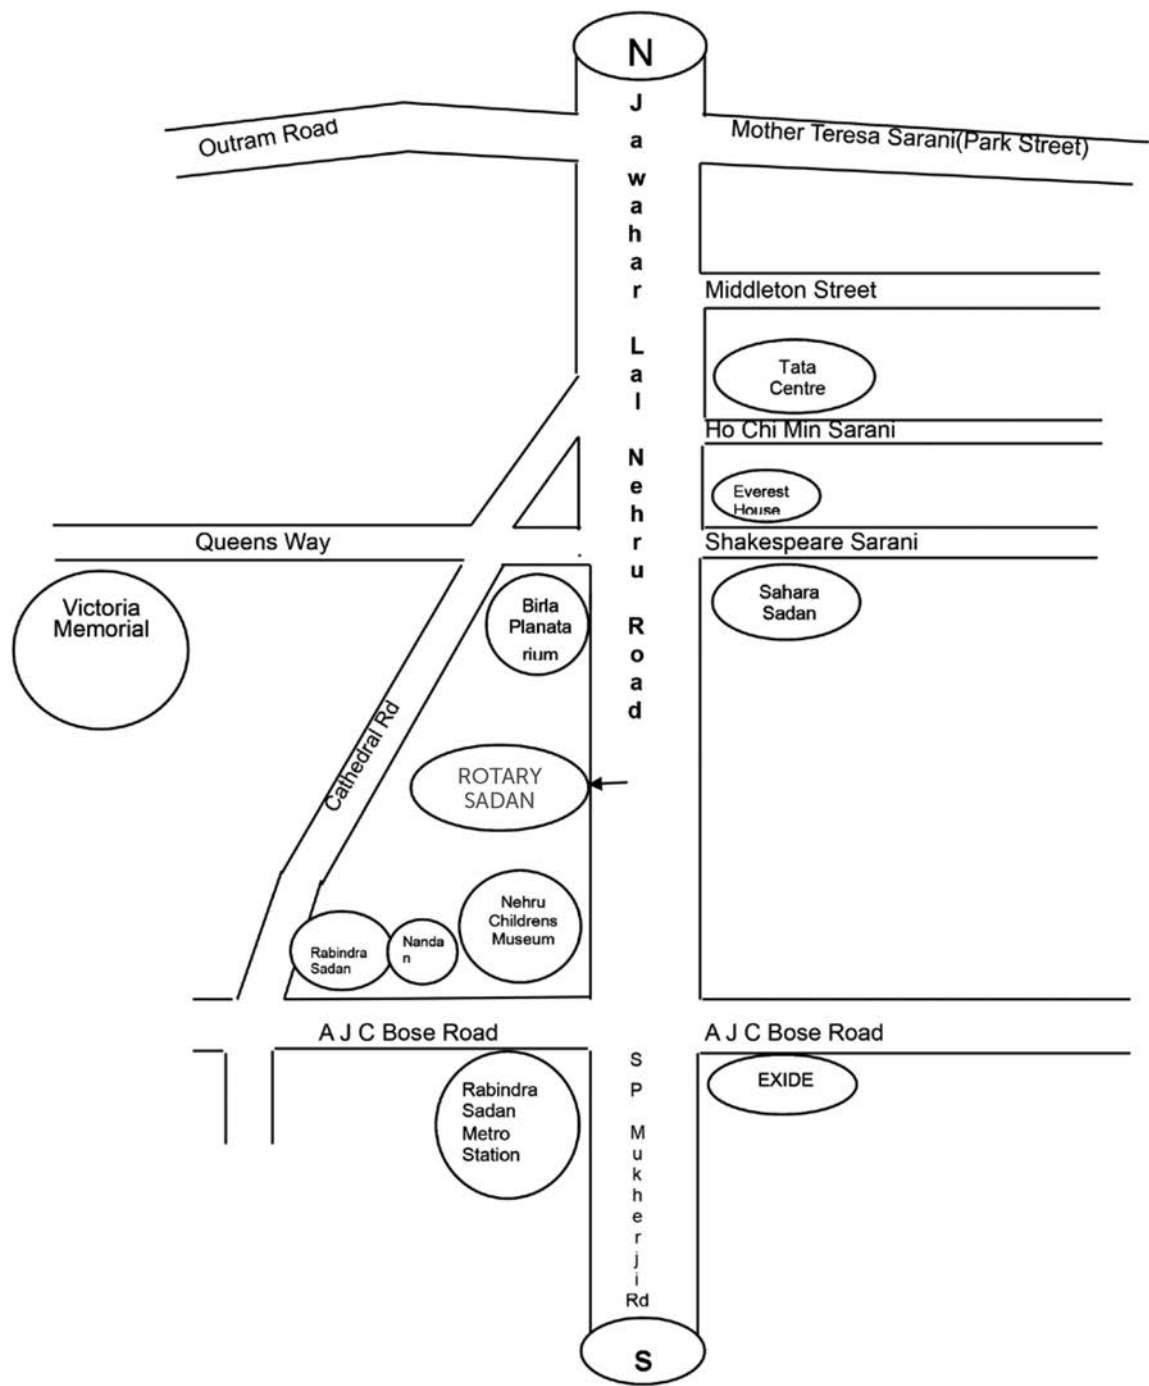 N
Jawahar Lal Nehru Road
Outram Road
Mother Teresa Sarani(Park Street)
Middleton Street
Tata
Centre
Ho Chi Min Sarani
Everest
House
Queens Way
Shakespeare Sarani
Victoria
Memorial
Birla
Planata
rium
Sahara
Sadan
Cathedral Rd
ROTARY
SADAN
Nehru
Childrens
Museum
Rabindra
Sadan
Nanda
n
A J C Bose Road
A J C Bose Road
S P Mukherji Rd
Rabindra
Sadan
Metro
Station
EXIDE
S